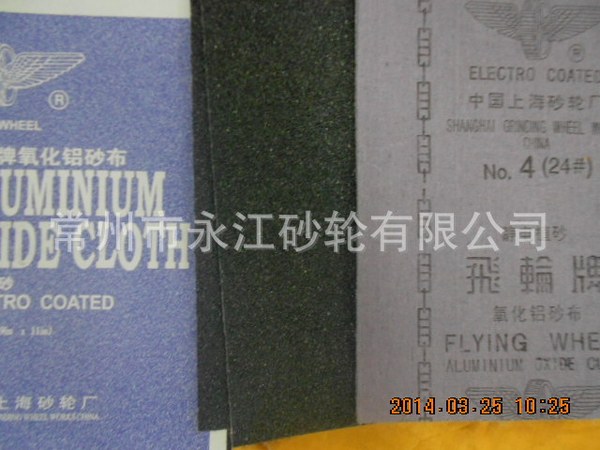 ®
WHEEL
牌氧化铝砂布
UMINIUM
IDE CLOTH
砂
TRO COATED
上海砂轮厂
®
ELECTRO COATED
中国上海砂轮厂
SHANGHAI GRINDING WHEEL W
CHINA
No. 4 (24#)
飛輪牌
氧化铝砂布
FLYING WHEE
ALUMINIUM OXIDE C
常州市永江砂轮有限公司
2014-03-25 10:25